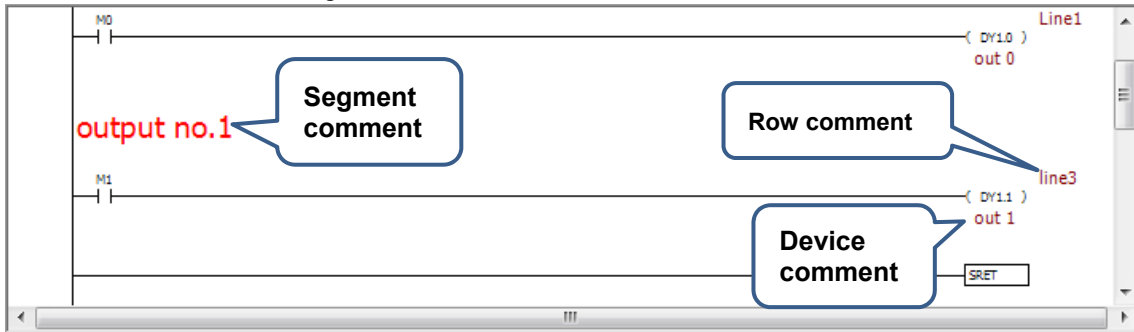 M0
Line1
( DY1.0 )
out 0
Segment
comment
output no.1
Row comment
M1
line3
( DY1.1 )
out 1
Device
comment
SRET